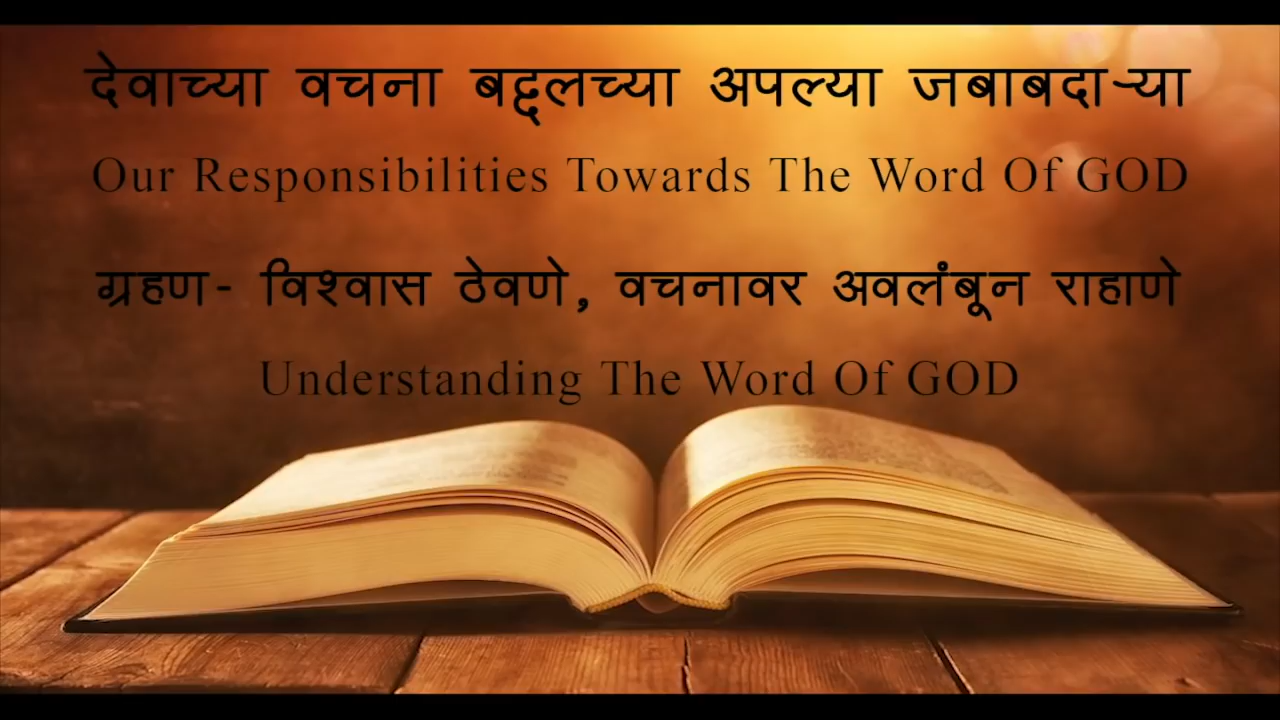 देवाच्या वचना बद्दलच्या अपल्या जबाबदाऱ्या
Our Responsibilities Towards The Word Of GOD
ग्रहण- विश्वास ठेवणे, वचनावर अवलंबून राहाणे
Understanding The Word Of GOD